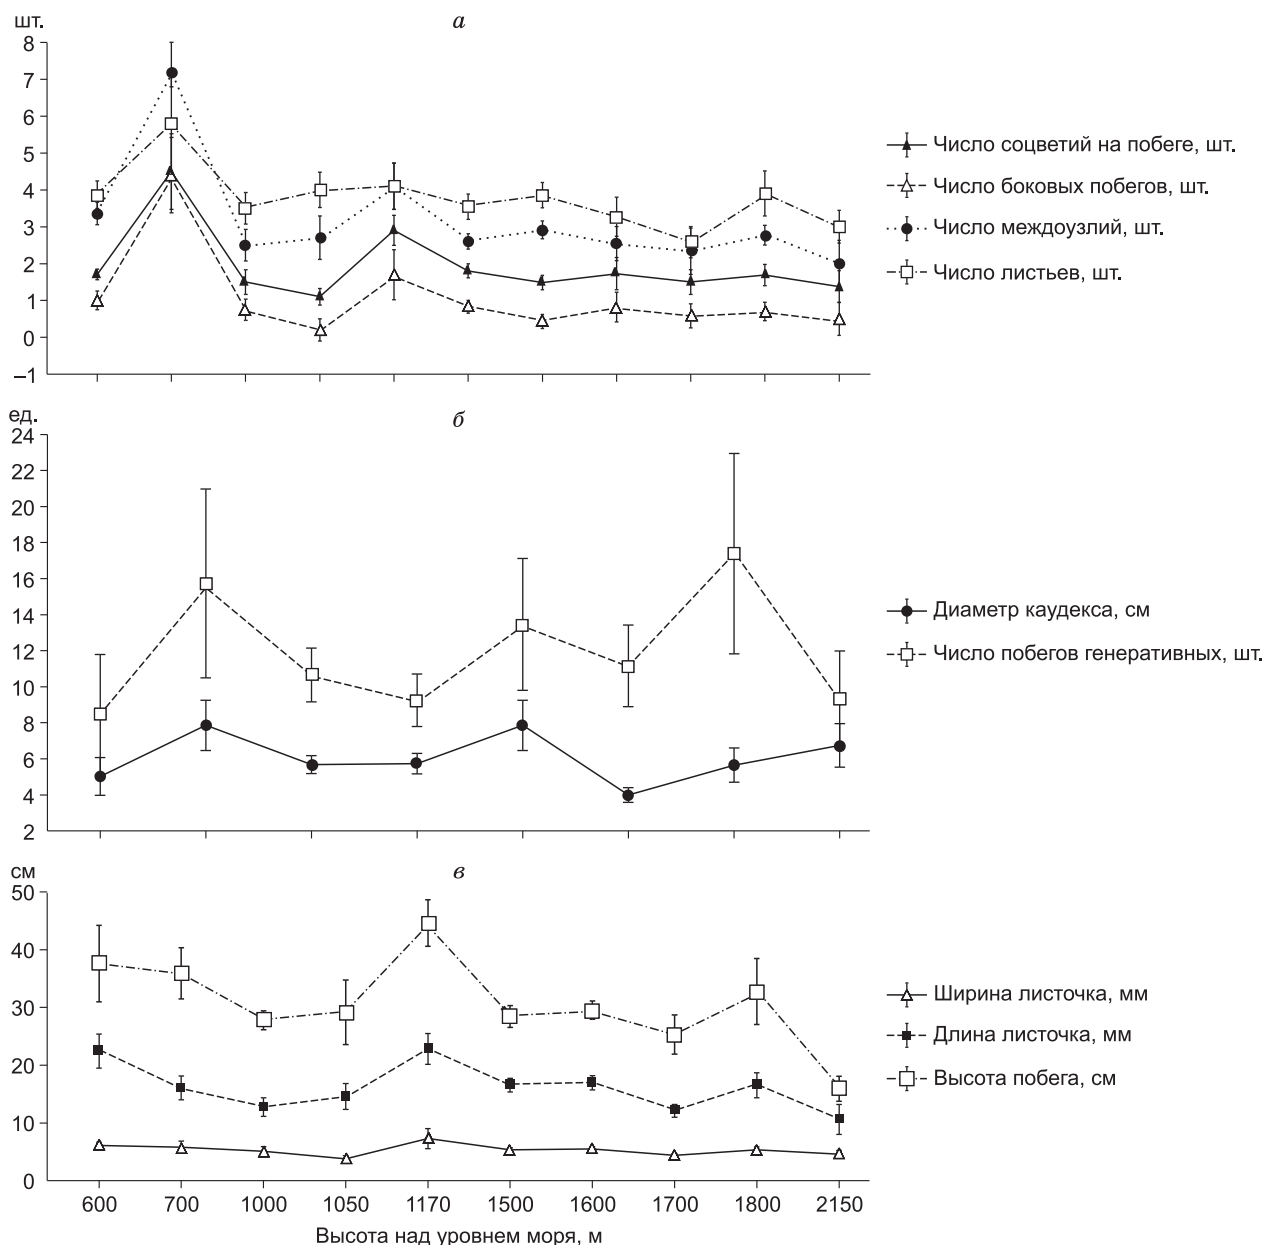 шт.
а
8
7
6
5
4
3
2
1
0
–1
Число соцветий на побеге, шт.
Число боковых побегов, шт.
Число междоузлий, шт.
Число листьев, шт.
ед.
б
24
22
20
18
16
14
12
10
8
6
4
2
Диаметр каудекса, см
Число побегов генеративных, шт.
см
в
50
40
30
20
10
0
Ширина листочка, мм
Длина листочка, мм
Высота побега, см
600 700 1000 1050 1170 1500 1600 1700 1800 2150
Высота над уровнем моря, м